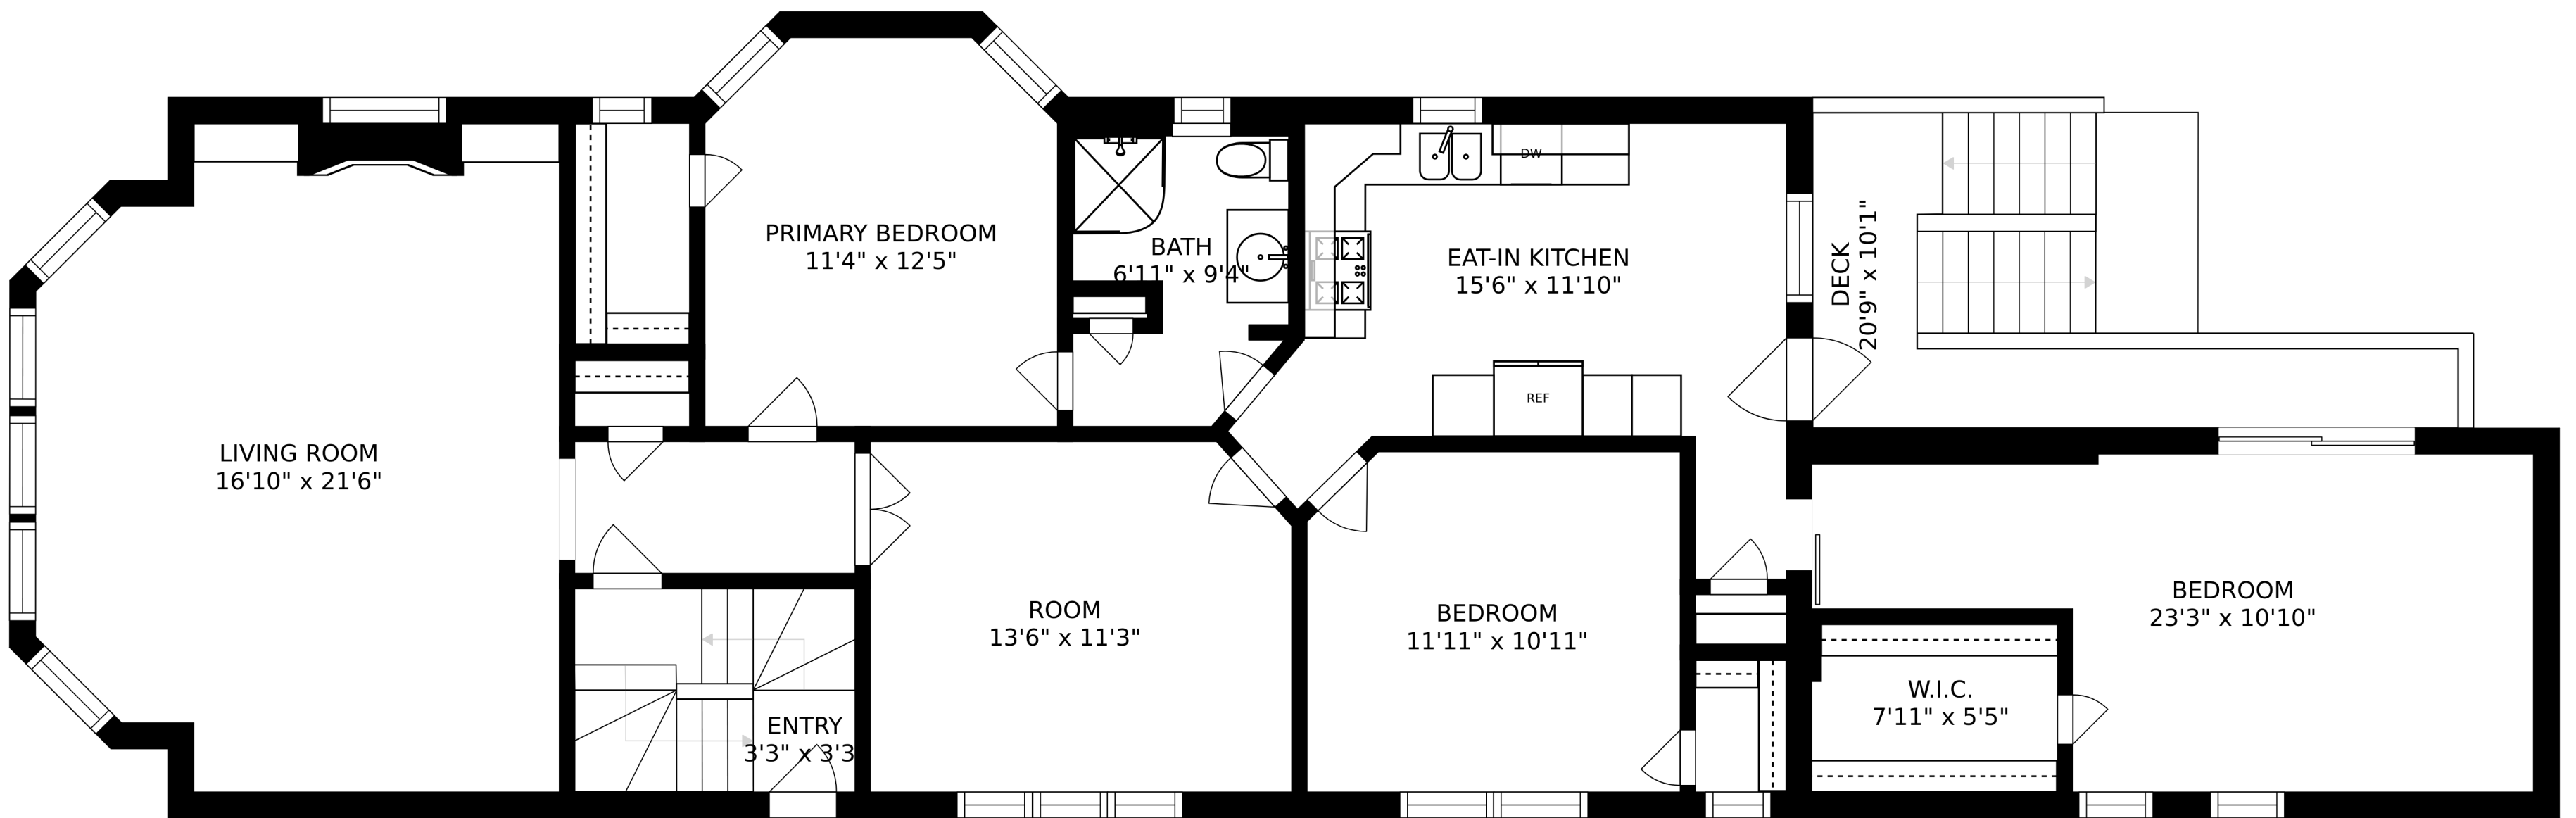 PRIMARY BEDROOM
11'4" x 12'5"
BATH
6'11" x 9'4"
DW
EAT-IN KITCHEN
15'6" x 11'10"
DECK
20'9" x 10'1"
REF
LIVING ROOM
16'10" x 21'6"
ROOM
13'6" x 11'3"
BEDROOM
11'11" x 10'11"
BEDROOM
23'3" x 10'10"
W.I.C.
7'11" x 5'5"
ENTRY
3'3" x 3'3